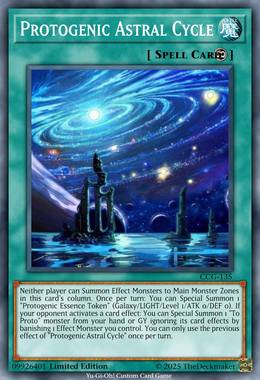 PROTOGENIC ASTRAL CYCLE
[ SPELL CARD ]
CCG-135
Neither player can Summon Effect Monsters to Main Monster Zones
in this card's column. Once per turn: You can Special Summon 1
"Protogenic Essence Token" (Galaxy/LIGHT/Level 1/ATK 0/DEF 0). If
your opponent activates a card effect: You can Special Summon 1 "To
Proto" monster from your hand or GY ignoring its card effects by
banishing 1 Effect Monster you control. You can only use the previous
effect of "Protogenic Astral Cycle" once per turn.
09926401 Limited Edition
© 2025 TheDeckmaker
Yu-Gi-Oh! Custom Card Game